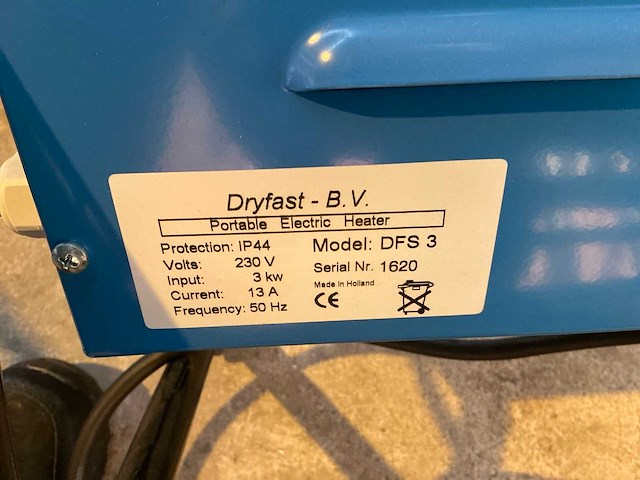 Dryfast - B.V.
Portable Electric Heater
Protection: IP44
Volts: 230 V
Input: 3 kw
Current: 13 A
Frequency: 50 Hz
Model: DFS 3
Serial Nr. 1620
Made in Holland
CE